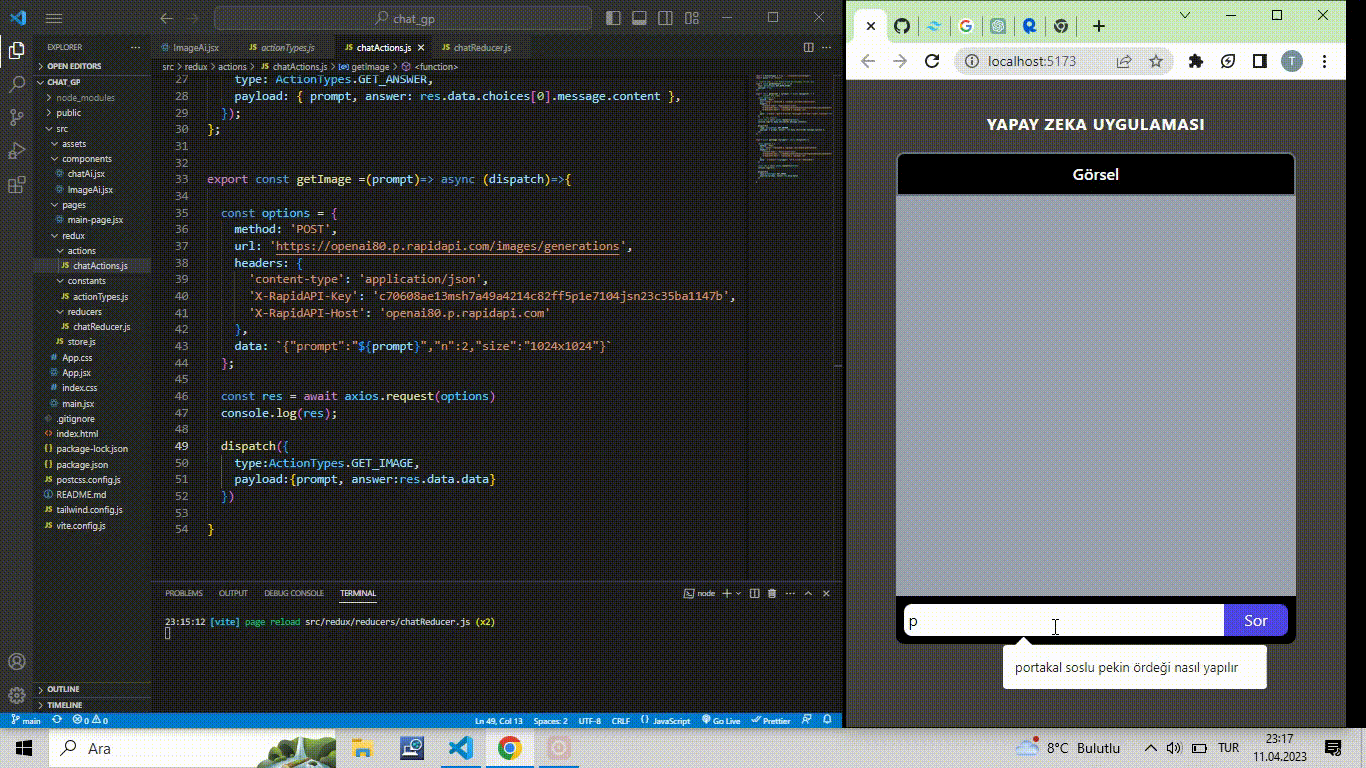 chat_gp
EXPLORER
OPEN EDITORS
CHAT_GP
node_modules
public
src
assets
components
chatAi.jsx
ImageAi.jsx
pages
main-page.jsx
redux
actions
chatActions.js
constants
actionTypes.js
reducers
chatReducer.js
store.js
App.css
App.jsx
index.css
main.jsx
.gitignore
index.html
package-lock.json
package.json
postcss.config.js
README.md
tailwind.config.js
vite.config.js
OUTLINE
TIMELINE
ImageAi.jsx actionTypes.js chatActions.js chatReducer.js
src > redux > actions > chatActions.js > getImage > <function>
27 type: ActionTypes.GET_ANSWER,
28 payload: { prompt, answer: res.data.choices[0].message.content },
29 });
30 };
31
32
33 export const getImage =(prompt)=> async (dispatch)=>{
34
35 const options = {
36 method: 'POST',
37 url: 'https://openai80.p.rapidapi.com/images/generations',
38 headers: {
39 'content-type': 'application/json',
40 'X-RapidAPI-Key': 'c70608ae13msh7a49a4214c82ff5p1e7104jsn23c35ba1147b',
41 'X-RapidAPI-Host': 'openai80.p.rapidapi.com'
42 },
43 data: `{"prompt":"${prompt}","n":2,"size":"1024x1024"}`
44 };
45
46 const res = await axios.request(options)
47 console.log(res);
48
49 dispatch({
50 type:ActionTypes.GET_IMAGE,
51 payload:{prompt, answer:res.data.data}
52 })
53
54 }
PROBLEMS OUTPUT DEBUG CONSOLE TERMINAL
node
23:15:12 [vite] page reload src/redux/reducers/chatReducer.js (x2)
main 0 0 Ln 49, Col 13 Spaces: 2 UTF-8 CRLF {} JavaScript Go Live Prettier
localhost:5173
T
YAPAY ZEKA UYGULAMASI
Görsel
p
Sor
portakal soslu pekin ördeği nasıl yapılır
Ara
8°C Bulutlu
TUR
23:17
11.04.2023